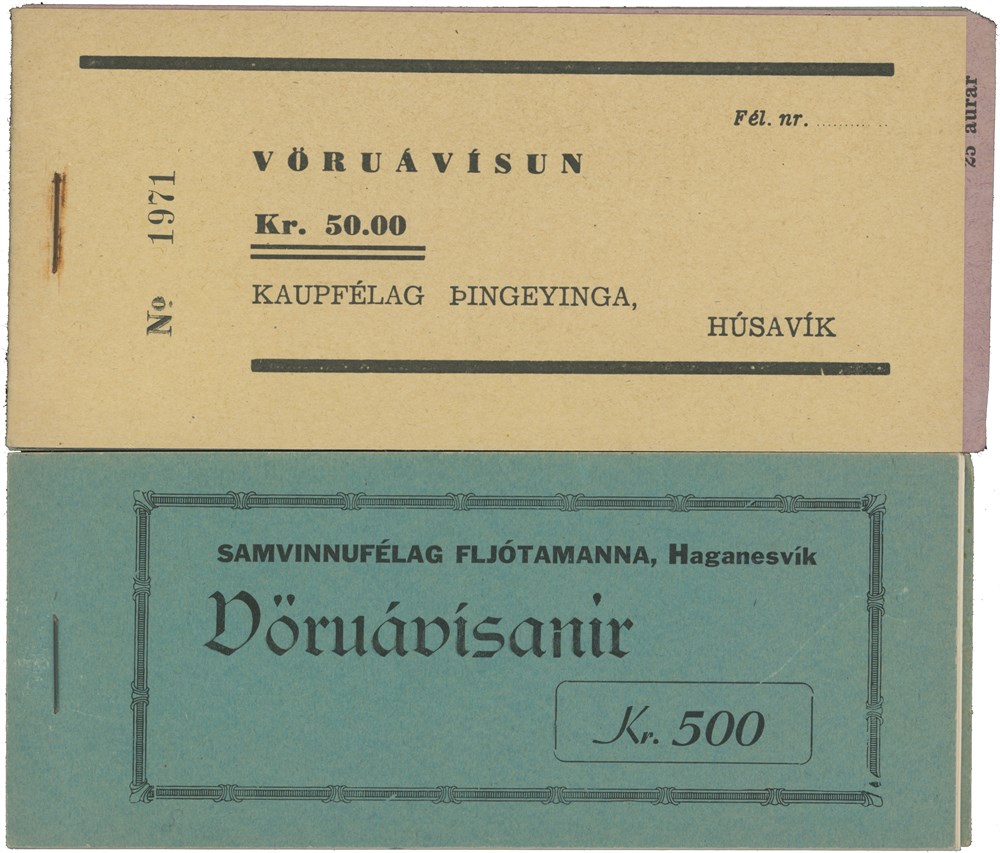 Fél. nr. ............
25 aurar
VÖRUÁVÍSUN
Kr. 50.00
KAUPFÉLAG ÞINGEYINGA,
HÚSAVÍK
Nº 1971
SAMVINNUFÉLAG FLJÓTAMANNA, Haganesvík
Vöruávísanir
Kr. 500